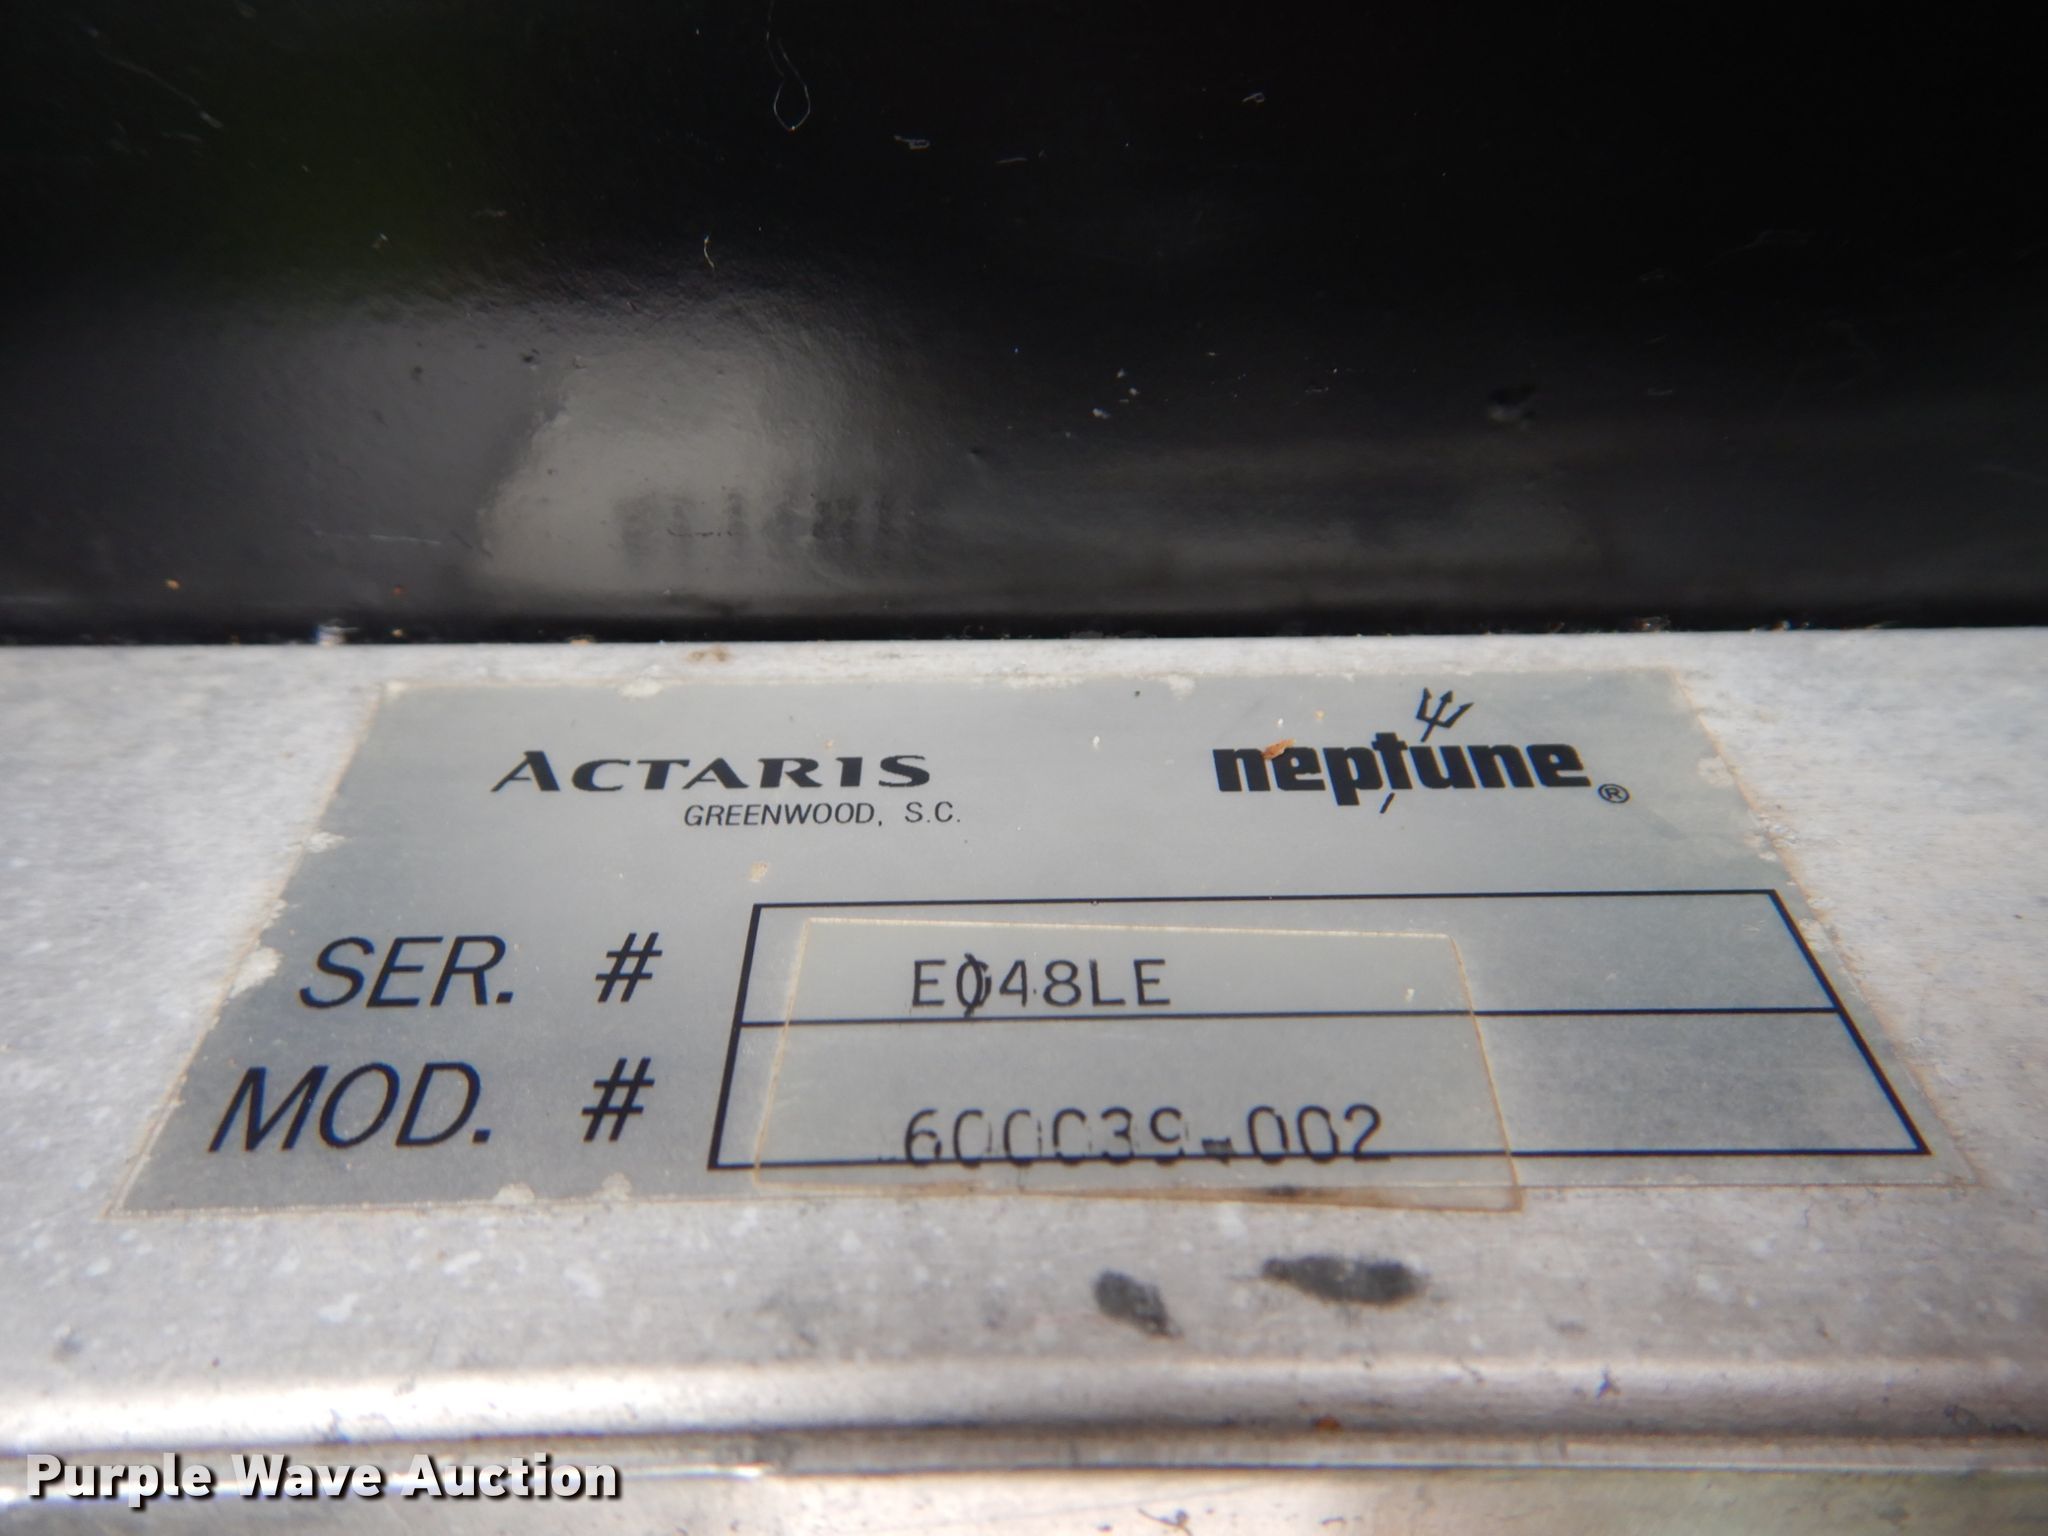 ACTARIS
GREENWOOD, S.C.
neptune®
SER. # E048LE
MOD. # 600039-002
Purple Wave Auction